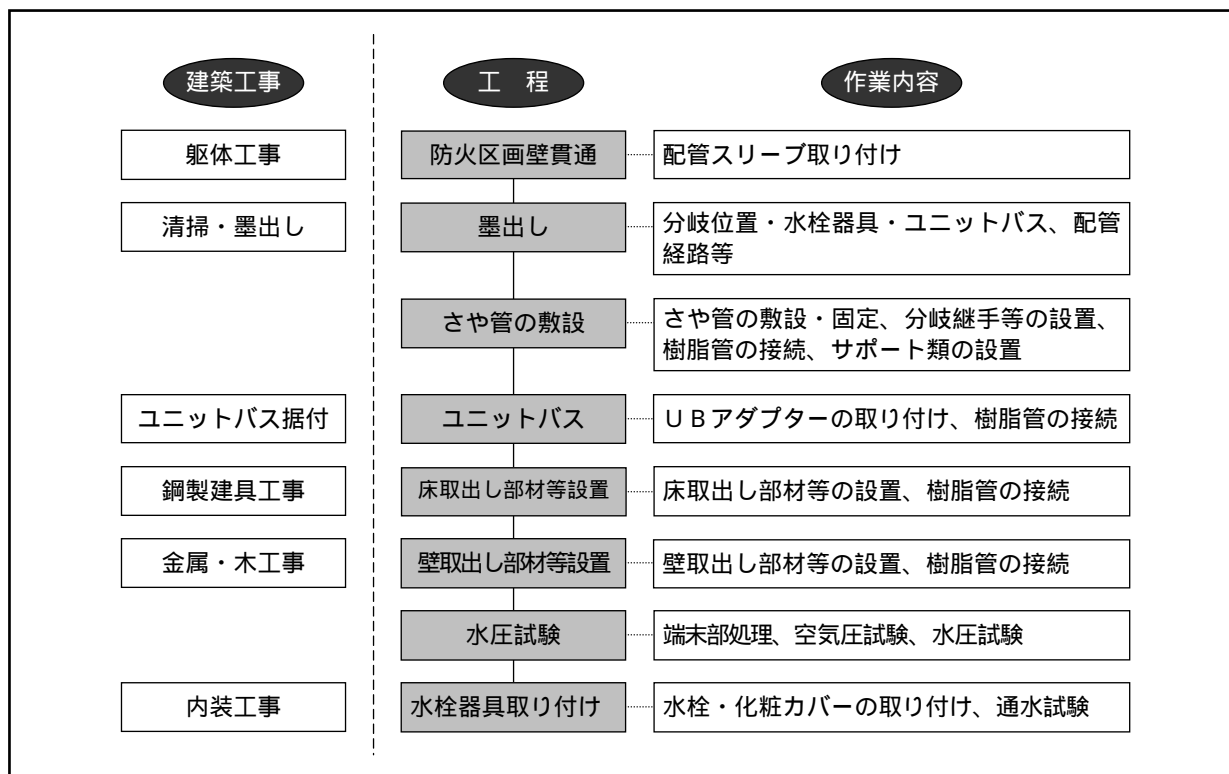 建築工事 工　程 作業内容
躯体工事 防火区画壁貫通 配管スリーブ取り付け
清掃・墨出し 墨出し 分岐位置・水栓器具・ユニットバス、配管
経路等
さや管の敷設 さや管の敷設・固定、分岐継手等の設置、
樹脂管の接続、サポート類の設置
ユニットバス据付 ユニットバス ＵＢアダプターの取り付け、樹脂管の接続
鋼製建具工事 床取出し部材等設置 床取出し部材等の設置、樹脂管の接続
金属・木工事 壁取出し部材等設置 壁取出し部材等の設置、樹脂管の接続
水圧試験 端末部処理、空気圧試験、水圧試験
内装工事 水栓器具取り付け 水栓・化粧カバーの取り付け、通水試験